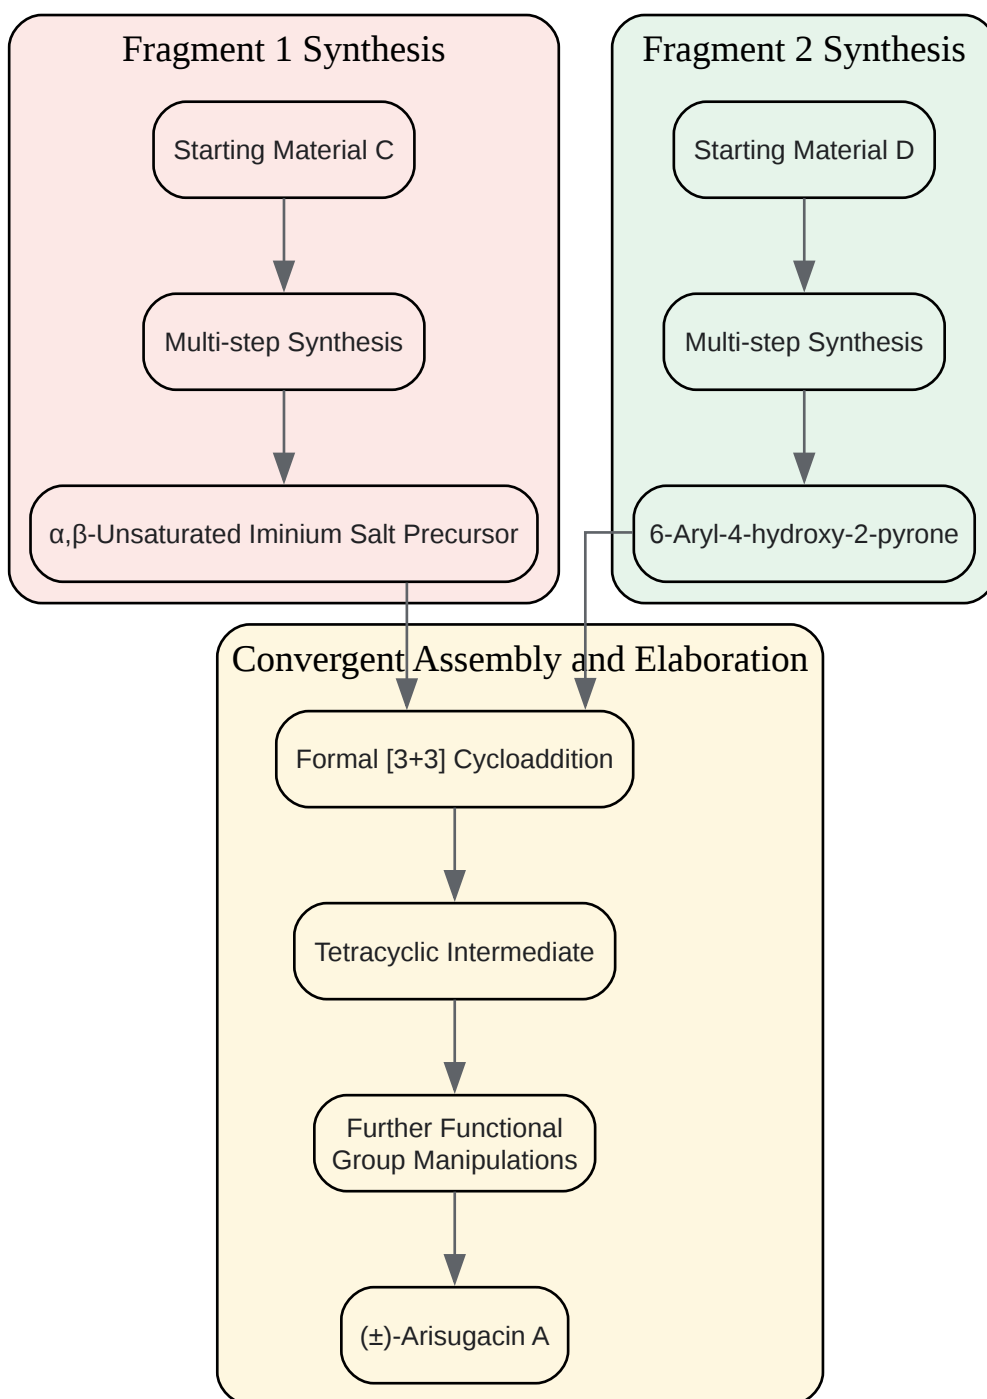 Fragment 1 Synthesis
Starting Material C
Multi-step Synthesis
α,β-Unsaturated Iminium Salt Precursor
Fragment 2 Synthesis
Starting Material D
Multi-step Synthesis
6-Aryl-4-hydroxy-2-pyrone
Convergent Assembly and Elaboration
Formal [3+3] Cycloaddition
Tetracyclic Intermediate
Further Functional
Group Manipulations
(±)-Arisugacin A